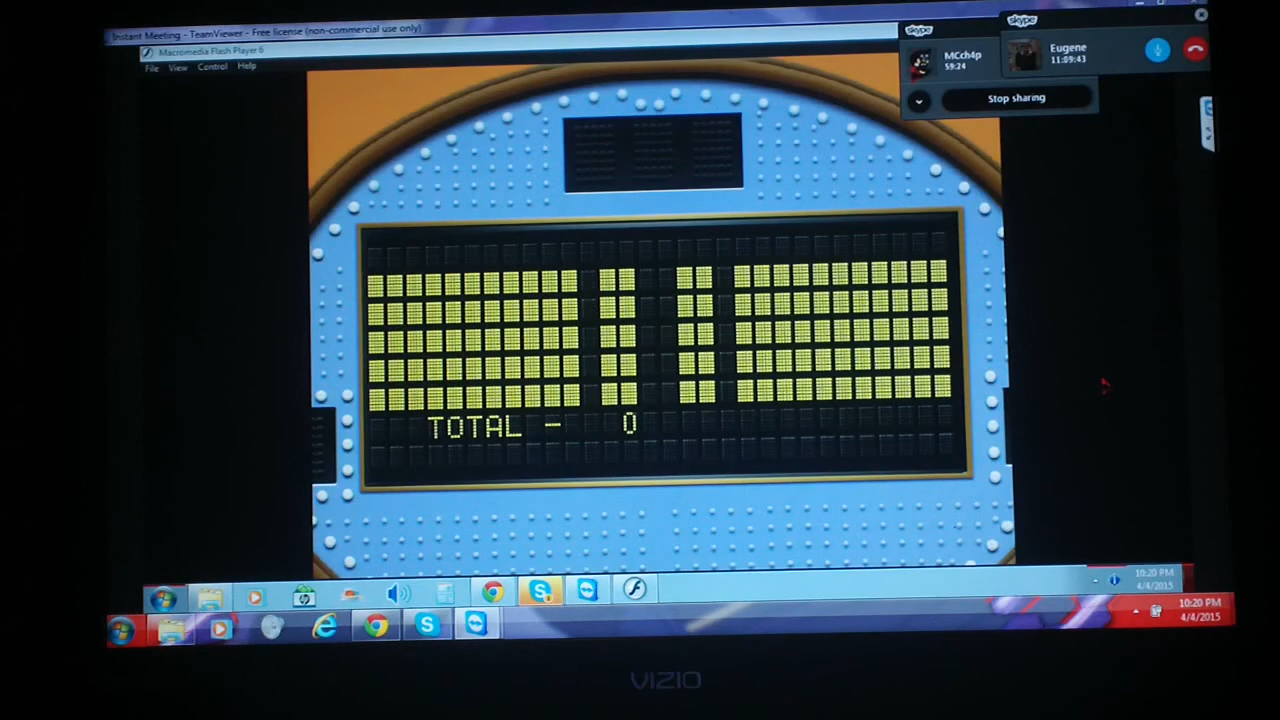 Instant Meeting - TeamViewer - Free license (non-commercial use only)
Macromedia Flash Player 6
File View Control Help
skype
MCch4p
59:24
skype
Eugene
11:09:43
Stop sharing
TOTAL - 0
10:20 PM
4/4/2015
10:20 PM
4/4/2015
VIZIO